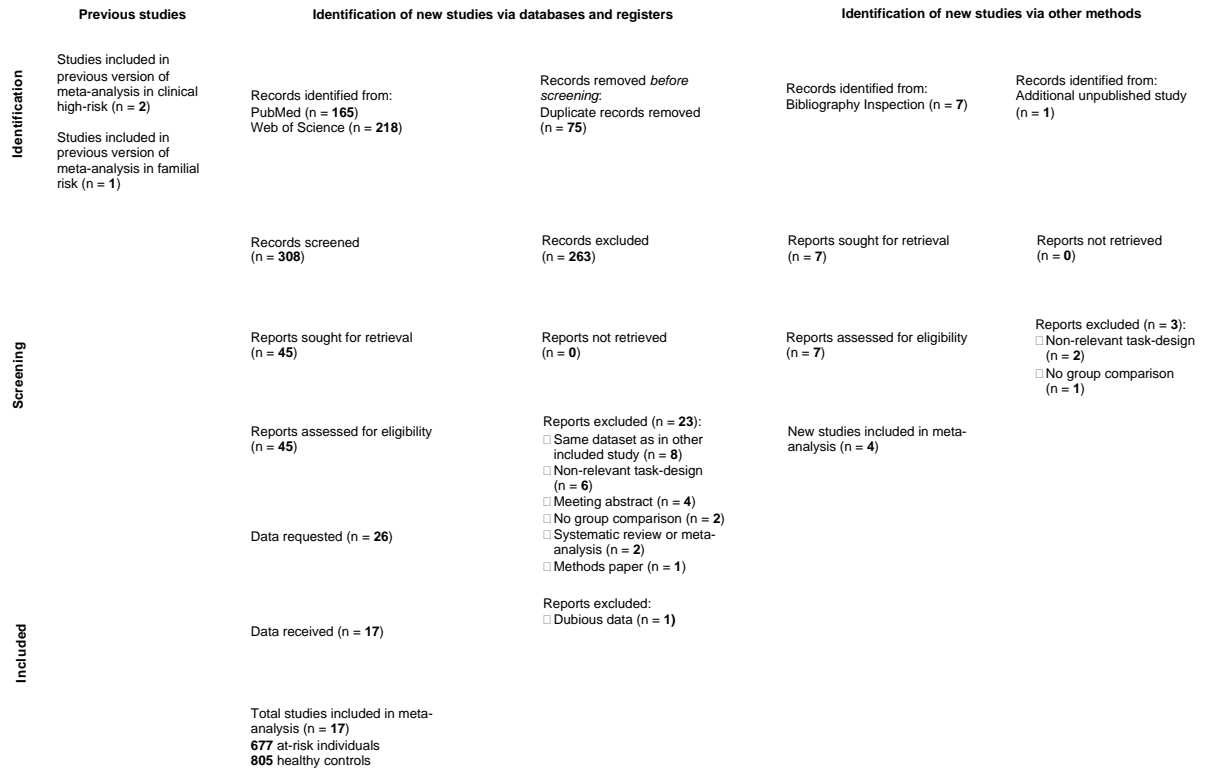 Previous studies
Identification of new studies via databases and registers
Identification of new studies via other methods
Identification
Studies included in
previous version of
meta-analysis in clinical
high-risk (n = 2)
Studies included in
previous version of
meta-analysis in familial
risk (n = 1)
Records identified from:
PubMed (n = 165)
Web of Science (n = 218)
Records removed before
screening:
Duplicate records removed
(n = 75)
Records identified from:
Bibliography Inspection (n = 7)
Records identified from:
Additional unpublished study
(n = 1)
Screening
Records screened
(n = 308)
Records excluded
(n = 263)
Reports sought for retrieval
(n = 7)
Reports not retrieved
(n = 0)
Reports sought for retrieval
(n = 45)
Reports not retrieved
(n = 0)
Reports assessed for eligibility
(n = 7)
Reports excluded (n = 3):
Non-relevant task-design
(n = 2)
No group comparison
(n = 1)
Reports assessed for eligibility
(n = 45)
Reports excluded (n = 23):
Same dataset as in other
included study (n = 8)
Non-relevant task-design
(n = 6)
Meeting abstract (n = 4)
No group comparison (n = 2)
Systematic review or meta-
analysis (n = 2)
Methods paper (n = 1)
New studies included in meta-
analysis (n = 4)
Data requested (n = 26)
Included
Reports excluded:
Dubious data (n = 1)
Data received (n = 17)
Total studies included in meta-
analysis (n = 17)
677 at-risk individuals
805 healthy controls